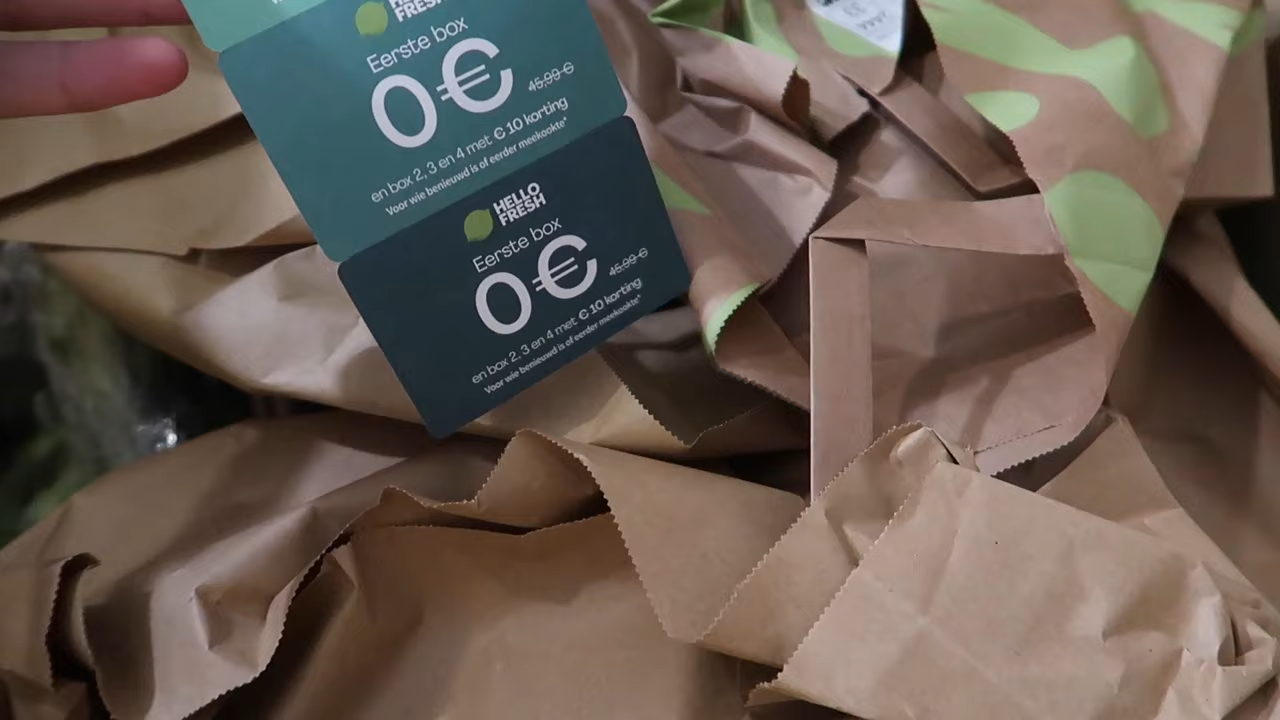 HELLO
FRESH
Eerste box
0€ 45,99 €
en box 2, 3 en 4 met € 10 korting
Voor wie benieuwd is of eerder meekookte*
HELLO
FRESH
Eerste box
0€ 45,99 €
en box 2, 3 en 4 met € 10 korting
Voor wie benieuwd is of eerder meekookte*